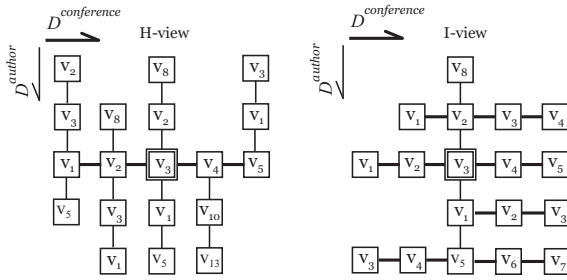 D^conference
D^author
H-view
v₂ v₈ v₃
v₃ v₈ v₂ v₁
v₁ v₂ v₃ v₄ v₅
v₅ v₃ v₁ v₁₀
v₁ v₅ v₁₃
D^conference
D^author
I-view
v₈
v₁ v₂ v₃ v₄
v₁ v₂ v₃ v₄ v₅
v₁ v₂ v₃
v₃ v₄ v₅ v₆ v₇